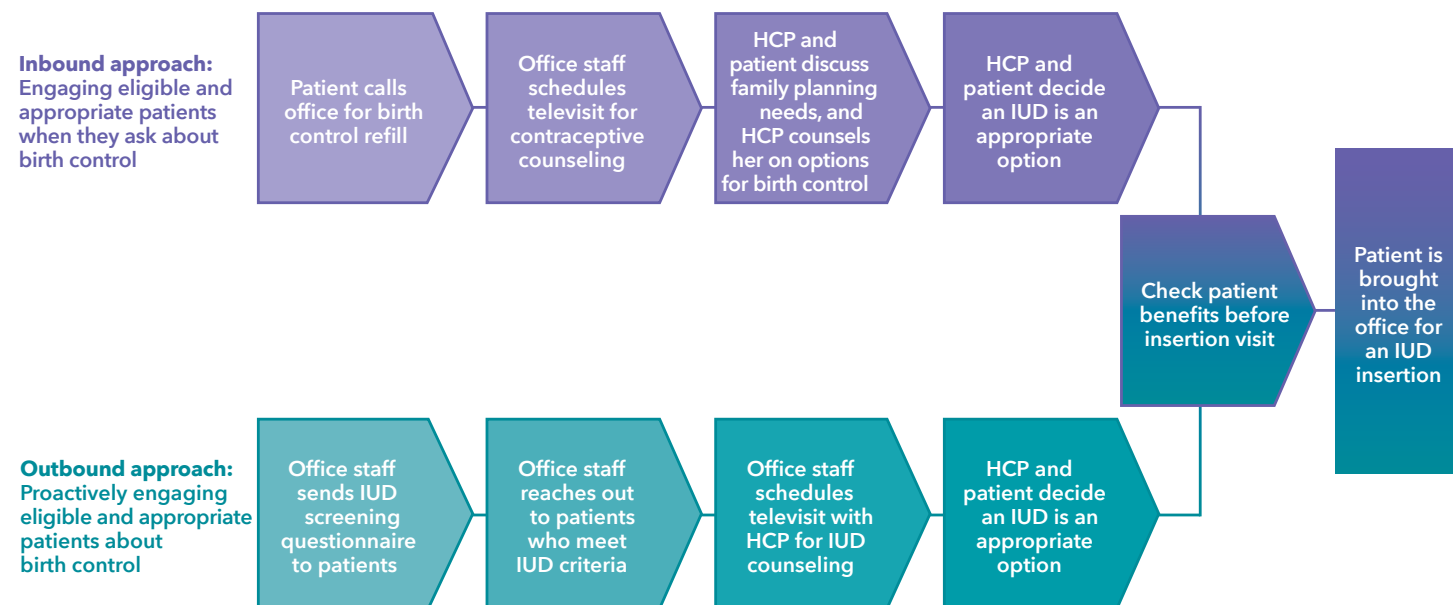 Inbound approach:
Engaging eligible and
appropriate patients
when they ask about
birth control
Patient calls
office for birth
control refill
Office staff
schedules
televisit for
contraceptive
counseling
HCP and
patient discuss
family planning
needs, and
HCP counsels
her on options
for birth control
HCP and
patient decide
an IUD is an
appropriate
option
Check patient
benefits before
insertion visit
Patient is
brought
into the
office for
an IUD
insertion
Outbound approach:
Proactively engaging
eligible and appropriate
patients about
birth control
Office staff
sends IUD
screening
questionnaire
to patients
Office staff
reaches out
to patients
who meet
IUD criteria
Office staff
schedules
televisit with
HCP for IUD
counseling
HCP and
patient decide
an IUD is an
appropriate
option